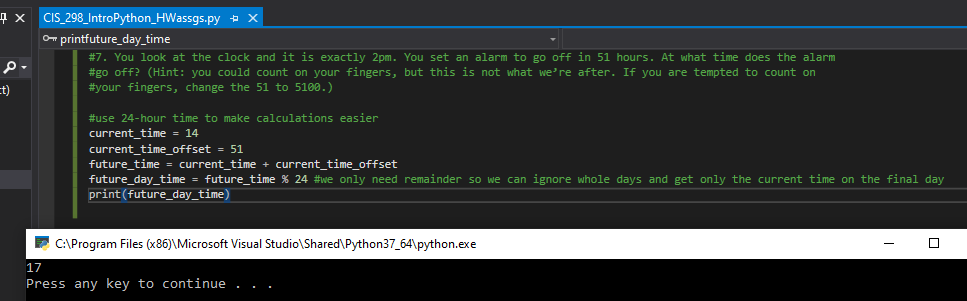 CIS_298_IntroPython_HWassgs.py
printfuture_day_time
#7. You look at the clock and it is exactly 2pm. You set an alarm to go off in 51 hours. At what time does the alarm
#go off? (Hint: you could count on your fingers, but this is not what we’re after. If you are tempted to count on
#your fingers, change the 51 to 5100.)
ct)
#use 24-hour time to make calculations easier
current_time = 14
current_time_offset = 51
future_time = current_time + current_time_offset
future_day_time = future_time % 24 #we only need remainder so we can ignore whole days and get only the current time on the final day
print(future_day_time)
C:\Program Files (x86)\Microsoft Visual Studio\Shared\Python37_64\python.exe
17
Press any key to continue . . .